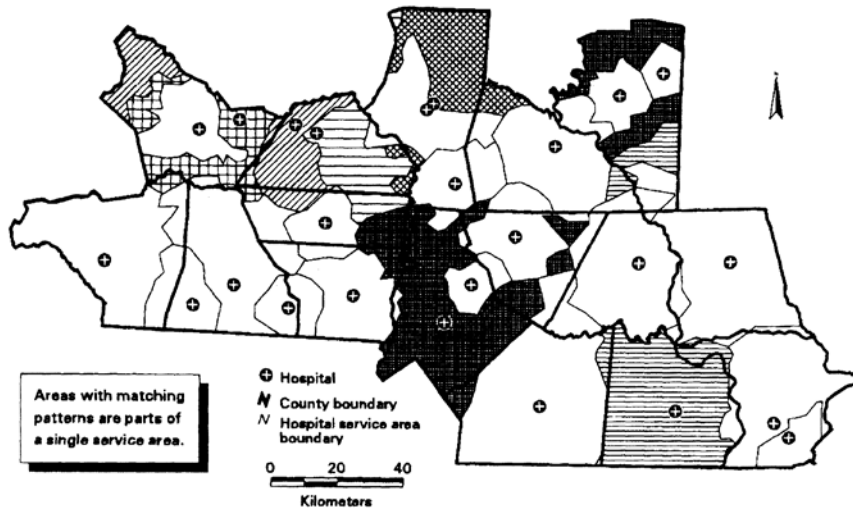 Areas with matching
patterns are parts of
a single service area.
Hospital
County boundary
Hospital service area
boundary
0 20 40
Kilometers